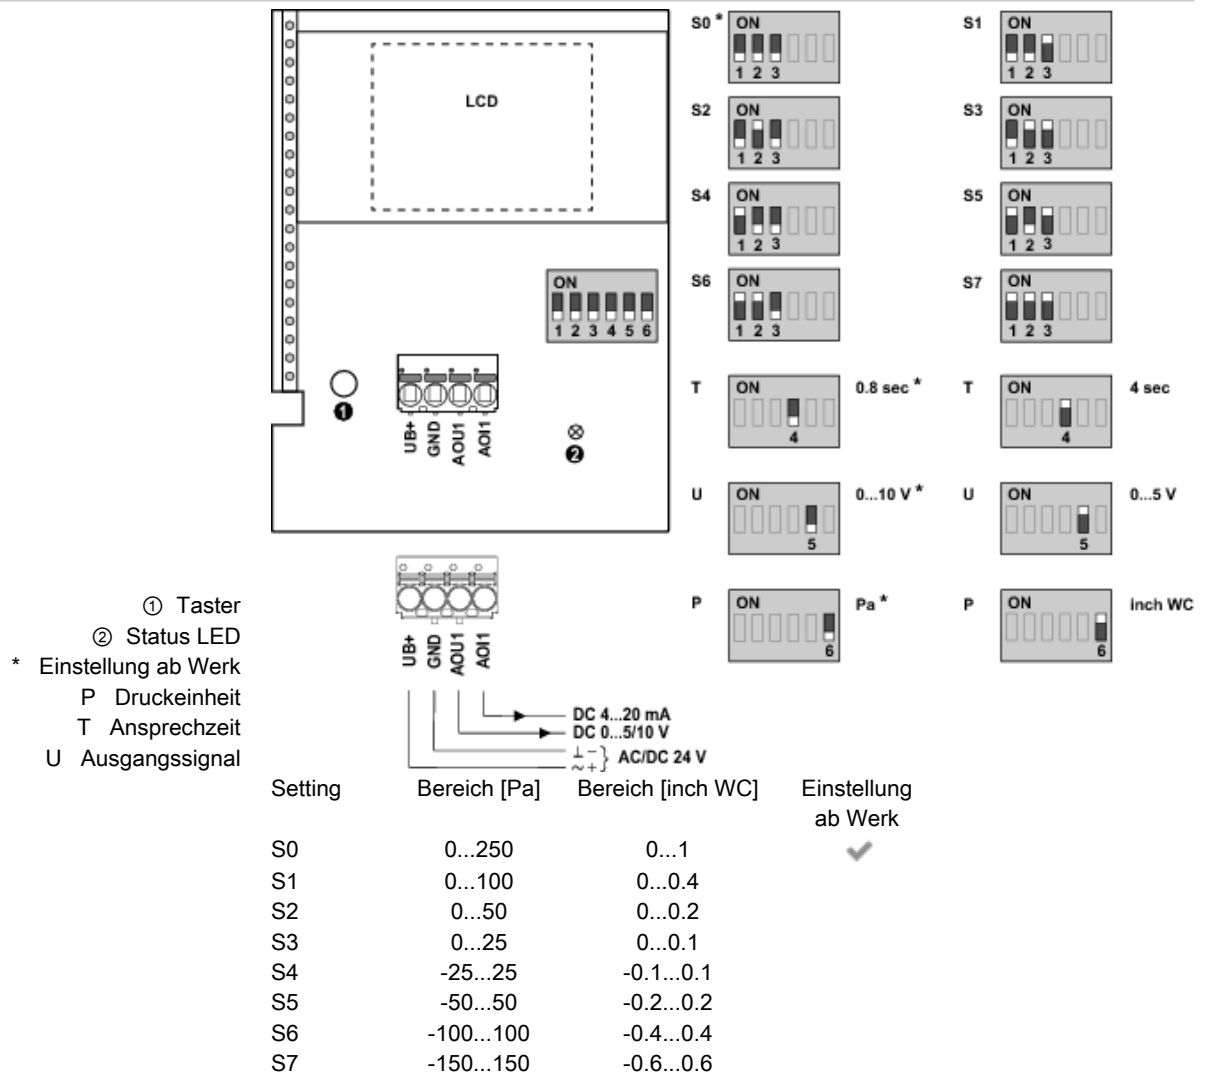 S0 * ON
1 2 3
S1 ON
1 2 3
LCD
S2 ON
1 2 3
S3 ON
1 2 3
S4 ON
1 2 3
S5 ON
1 2 3
S6 ON
1 2 3
S7 ON
1 2 3
ON
1 2 3 4 5 6
T ON 0.8 sec *
4
T ON 4 sec
4
❶
UB+
GND
AOU1
AOI1
❷
U ON 0...10 V *
5
U ON 0...5 V
5
P ON Pa *
6
P ON inch WC
6
① Taster
② Status LED
* Einstellung ab Werk
P Druckeinheit
T Ansprechzeit
U Ausgangssignal
UB+
GND
AOU1
AOI1
DC 4...20 mA
DC 0...5/10 V
⊥ −
~ + } AC/DC 24 V
Setting Bereich [Pa] Bereich [inch WC] Einstellung
ab Werk
S0 0...250 0...1 ✔
S1 0...100 0...0.4
S2 0...50 0...0.2
S3 0...25 0...0.1
S4 -25...25 -0.1...0.1
S5 -50...50 -0.2...0.2
S6 -100...100 -0.4...0.4
S7 -150...150 -0.6...0.6